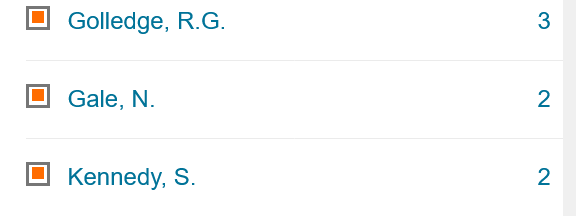 Golledge, R.G. 3
Gale, N. 2
Kennedy, S. 2